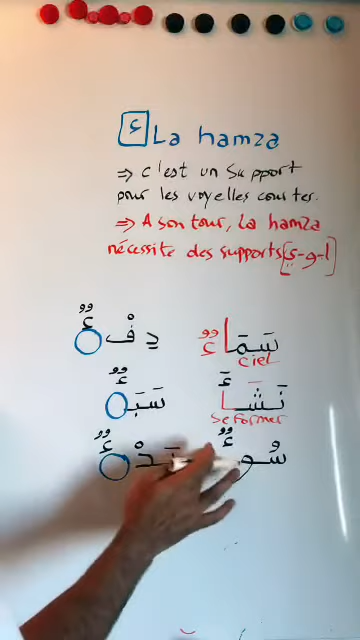 ء La hamza
⇒ c'est un Support
pour les voyelles courtes.
⇒ A son tour, la hamza
nécessite des supports [ئ-و-ا]
سَمَاءٌ
ciel
دِفْءٌ
نَشَأَ
se former
سَبَ
سُوءٌ